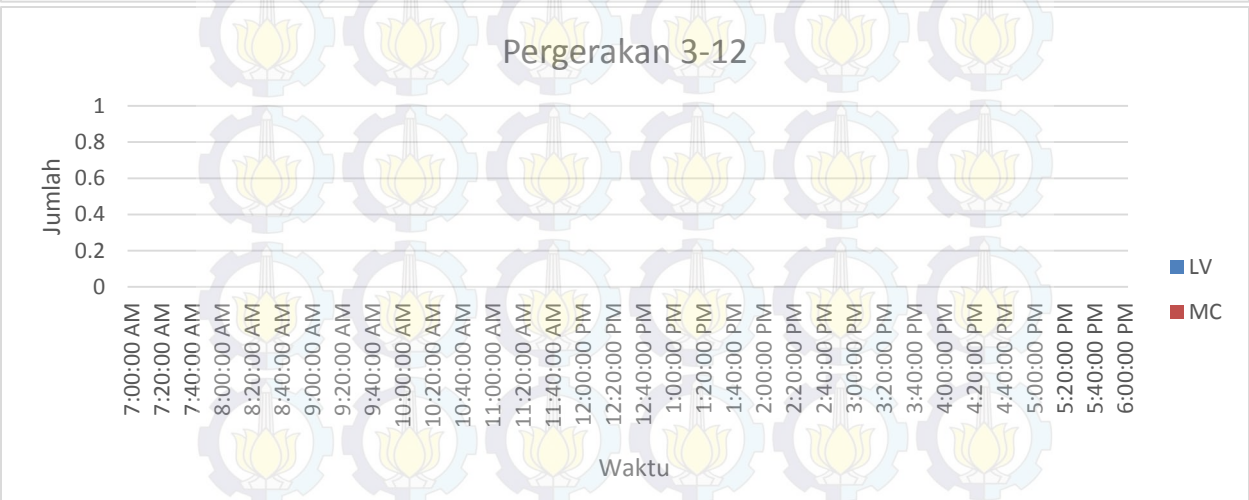 Pergerakan 3-12
Jumlah
1
0.8
0.6
0.4
0.2
0
7:00:00 AM
7:20:00 AM
7:40:00 AM
8:00:00 AM
8:20:00 AM
8:40:00 AM
9:00:00 AM
9:20:00 AM
9:40:00 AM
10:00:00 AM
10:20:00 AM
10:40:00 AM
11:00:00 AM
11:20:00 AM
11:40:00 AM
12:00:00 PM
12:20:00 PM
12:40:00 PM
1:00:00 PM
1:20:00 PM
1:40:00 PM
2:00:00 PM
2:20:00 PM
2:40:00 PM
3:00:00 PM
3:20:00 PM
3:40:00 PM
4:00:00 PM
4:20:00 PM
4:40:00 PM
5:00:00 PM
5:20:00 PM
5:40:00 PM
6:00:00 PM
Waktu
LV
MC